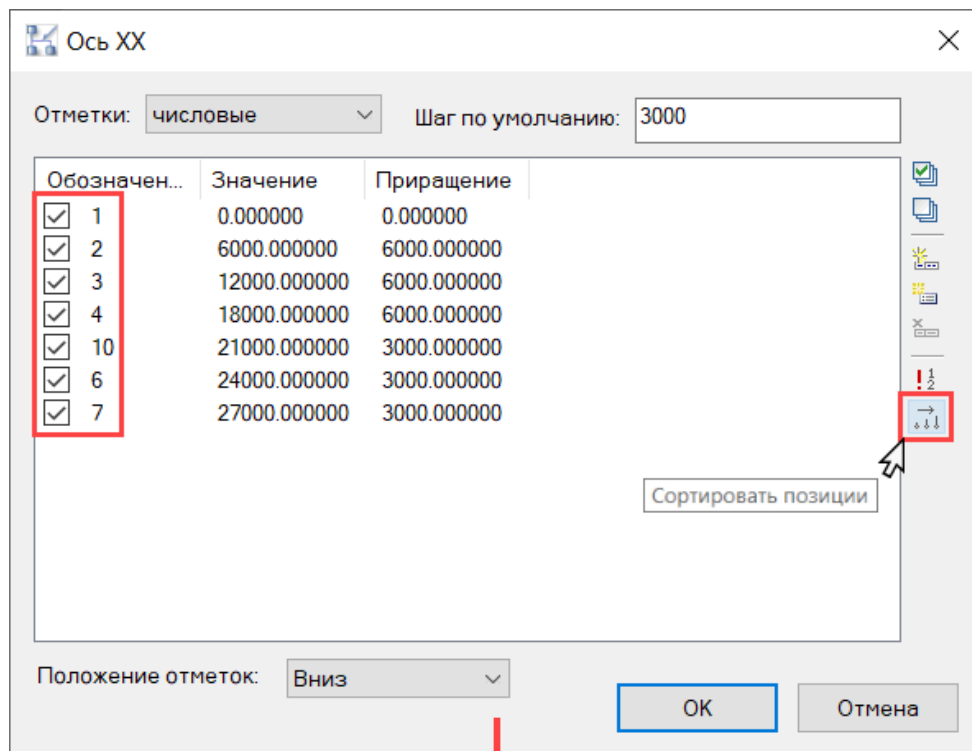 Ось XX
Отметки: числовые Шаг по умолчанию: 3000
Обозначен... Значение Приращение
1 0.000000 0.000000
2 6000.000000 6000.000000
3 12000.000000 6000.000000
4 18000.000000 6000.000000
10 21000.000000 3000.000000
6 24000.000000 3000.000000
7 27000.000000 3000.000000
! 1 2
Сортировать позиции
Положение отметок: Вниз
OK Отмена